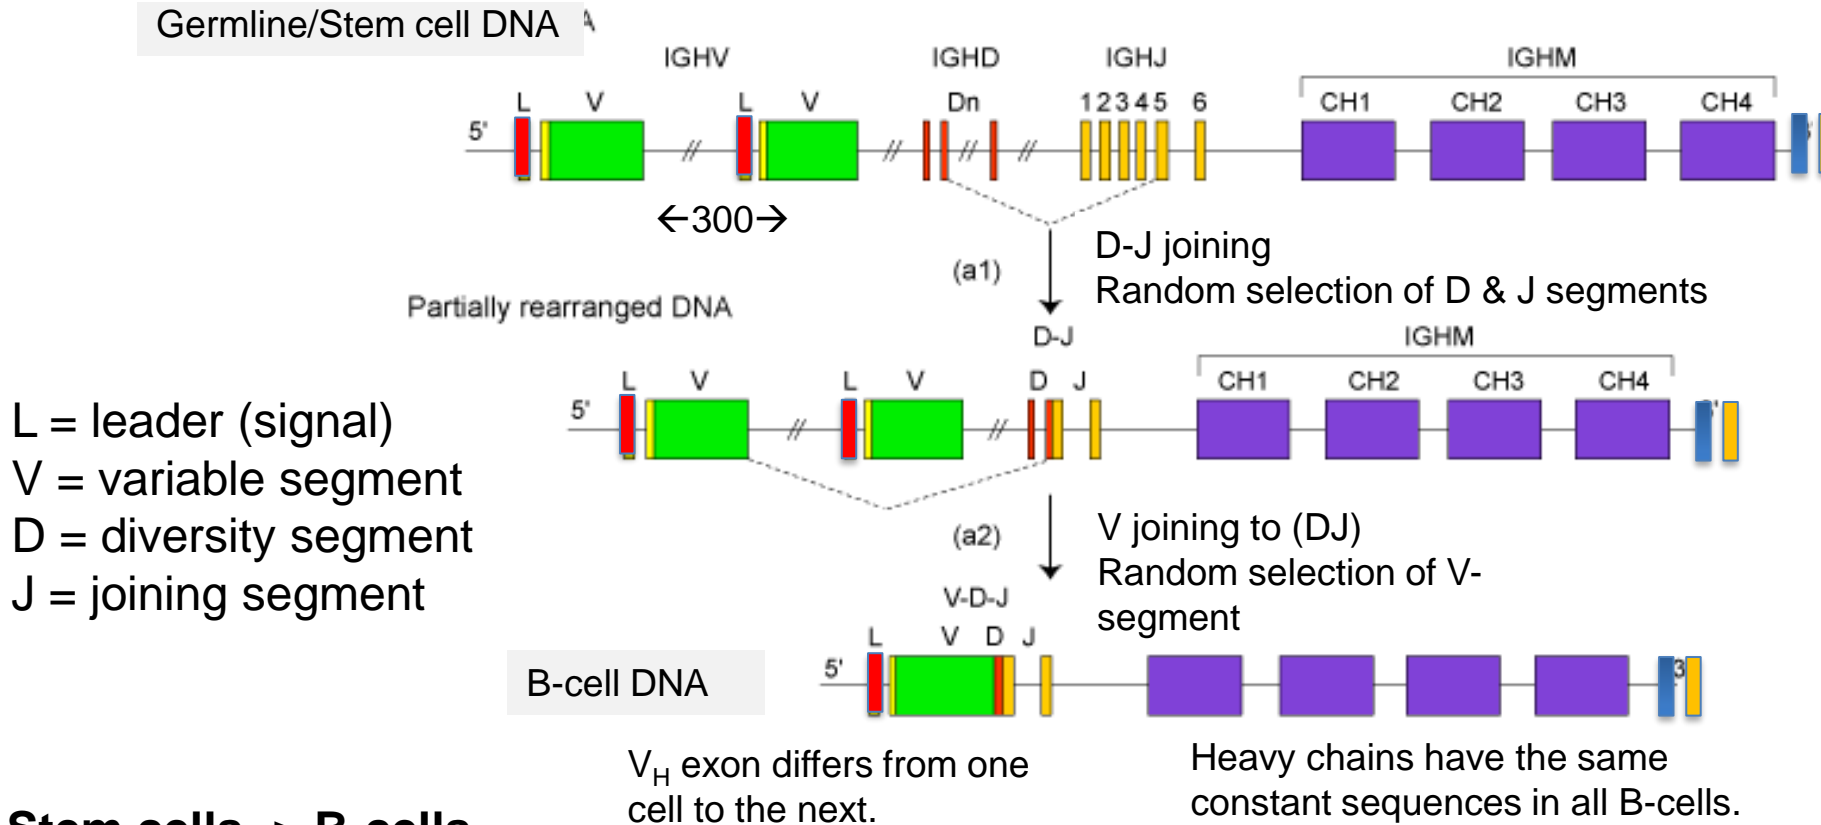 Germline/Stem cell DNA
IGHV IGHD IGHJ IGHM
L V L V Dn 1 2 3 4 5 6 CH1 CH2 CH3 CH4
5'
←300→
D-J joining
(a1)
Random selection of D & J segments
Partially rearranged DNA
D-J IGHM
L V L V D J CH1 CH2 CH3 CH4
5'
L = leader (signal)
V = variable segment
D = diversity segment
J = joining segment
(a2)
V joining to (DJ)
Random selection of V-
segment
V-D-J
L V D J
5' 3
B-cell DNA
VH exon differs from one
cell to the next.
Heavy chains have the same
constant sequences in all B-cells.